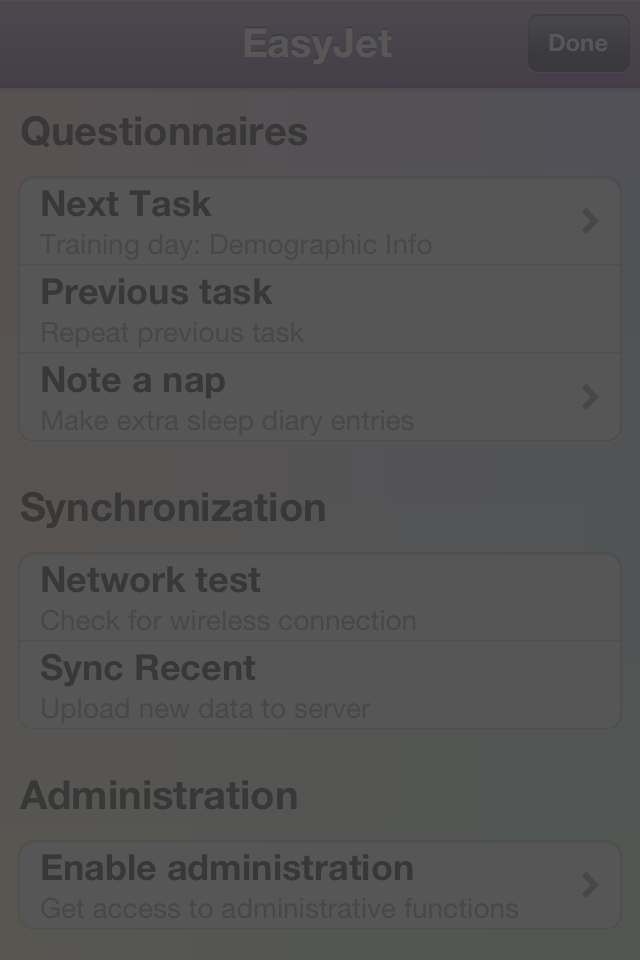 EasyJet
Done
Questionnaires
Next Task
Training day: Demographic Info
Previous task
Repeat previous task
Note a nap
Make extra sleep diary entries
Synchronization
Network test
Check for wireless connection
Sync Recent
Upload new data to server
Administration
Enable administration
Get access to administrative functions